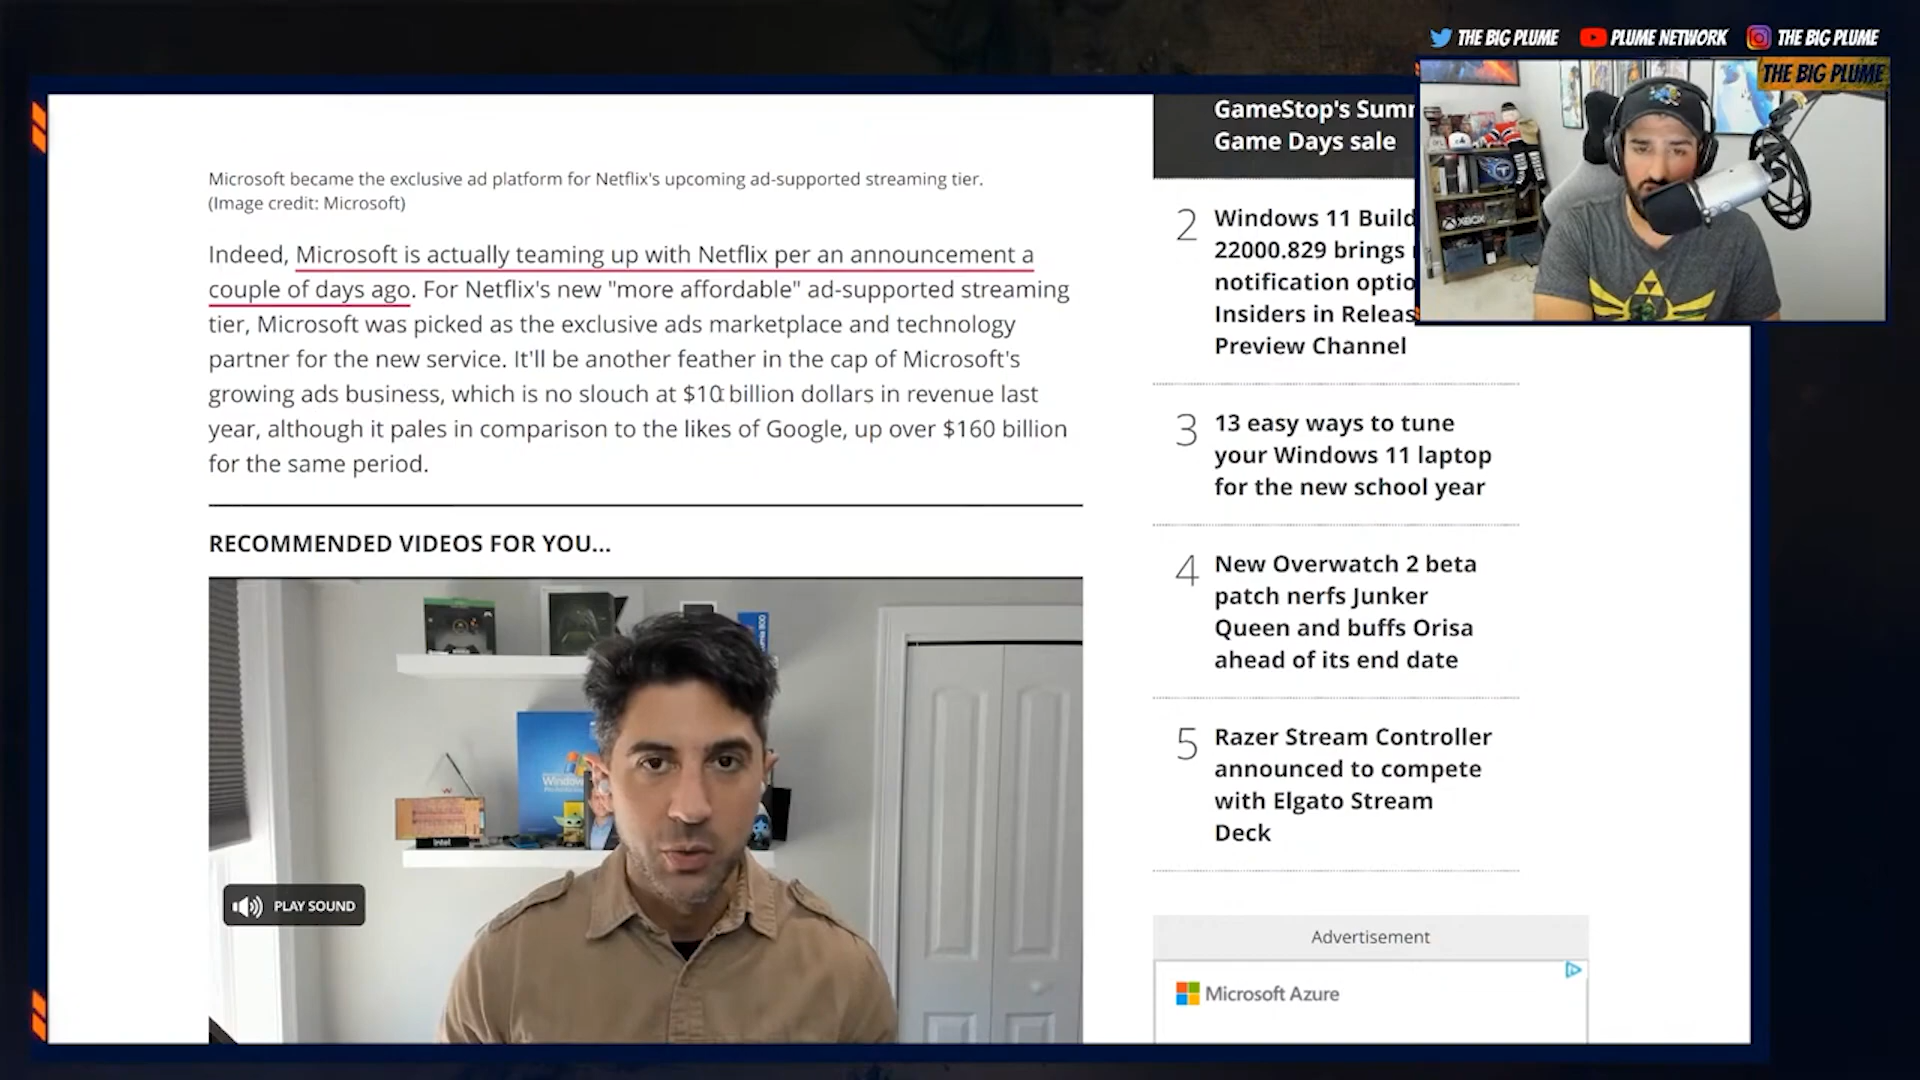 THE BIG PLUME
PLUME NETWORK
THE BIG PLUME
THE BIG PLUME
XBOX
Microsoft became the exclusive ad platform for Netflix's upcoming ad-supported streaming tier.
(Image credit: Microsoft)
Indeed, Microsoft is actually teaming up with Netflix per an announcement a
couple of days ago. For Netflix's new "more affordable" ad-supported streaming
tier, Microsoft was picked as the exclusive ads marketplace and technology
partner for the new service. It'll be another feather in the cap of Microsoft's
growing ads business, which is no slouch at $10 billion dollars in revenue last
year, although it pales in comparison to the likes of Google, up over $160 billion
for the same period.
RECOMMENDED VIDEOS FOR YOU...
Windows
intel
PLAY SOUND
GameStop's Summ
Game Days sale
2 Windows 11 Build
22000.829 brings
notification optio
Insiders in Releas
Preview Channel
3 13 easy ways to tune
your Windows 11 laptop
for the new school year
4 New Overwatch 2 beta
patch nerfs Junker
Queen and buffs Orisa
ahead of its end date
5 Razer Stream Controller
announced to compete
with Elgato Stream
Deck
Advertisement
Microsoft Azure